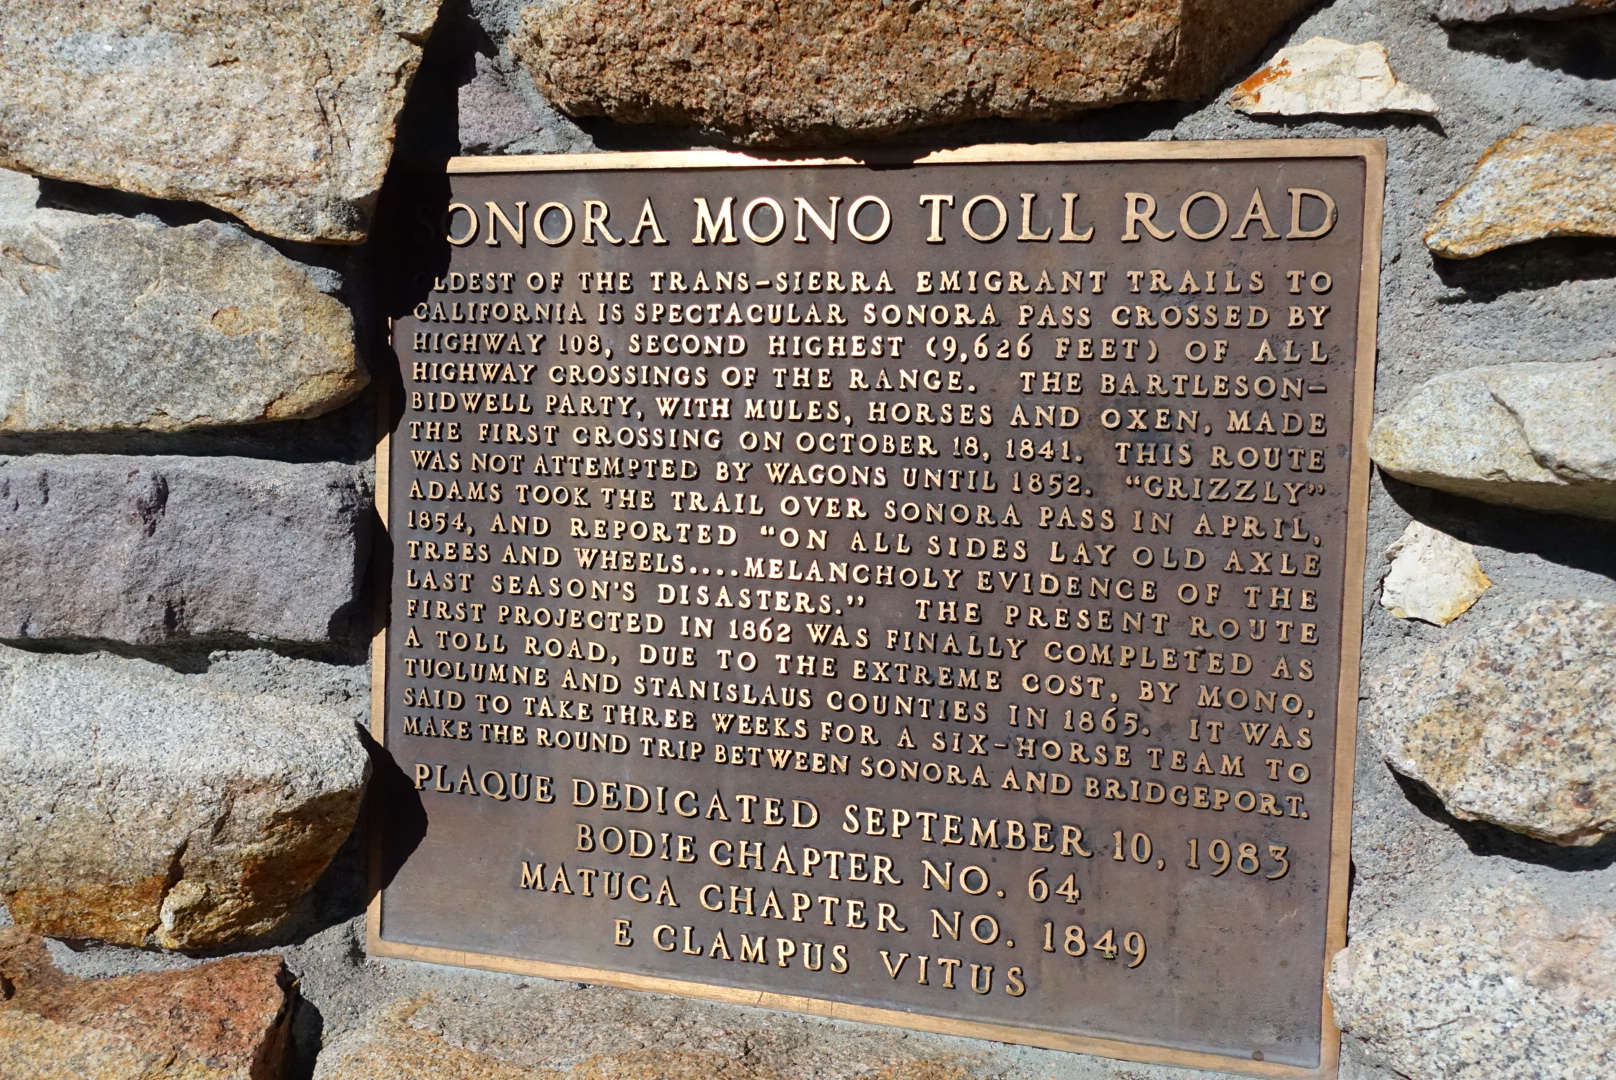 SONORA MONO TOLL ROAD
OLDEST OF THE TRANS-SIERRA EMIGRANT TRAILS TO
CALIFORNIA IS SPECTACULAR SONORA PASS CROSSED BY
HIGHWAY 108, SECOND HIGHEST (9,626 FEET) OF ALL
HIGHWAY CROSSINGS OF THE RANGE. THE BARTLESON-
BIDWELL PARTY, WITH MULES, HORSES AND OXEN, MADE
THE FIRST CROSSING ON OCTOBER 18, 1841. THIS ROUTE
WAS NOT ATTEMPTED BY WAGONS UNTIL 1852. "GRIZZLY"
ADAMS TOOK THE TRAIL OVER SONORA PASS IN APRIL,
1854, AND REPORTED "ON ALL SIDES LAY OLD AXLE
TREES AND WHEELS....MELANCHOLY EVIDENCE OF THE
LAST SEASON'S DISASTERS." THE PRESENT ROUTE
FIRST PROJECTED IN 1862 WAS FINALLY COMPLETED AS
A TOLL ROAD, DUE TO THE EXTREME COST, BY MONO,
TUOLUMNE AND STANISLAUS COUNTIES IN 1865. IT WAS
SAID TO TAKE THREE WEEKS FOR A SIX-HORSE TEAM TO
MAKE THE ROUND TRIP BETWEEN SONORA AND BRIDGEPORT.
PLAQUE DEDICATED SEPTEMBER 10, 1983
BODIE CHAPTER NO. 64
MATUCA CHAPTER NO. 1849
E CLAMPUS VITUS